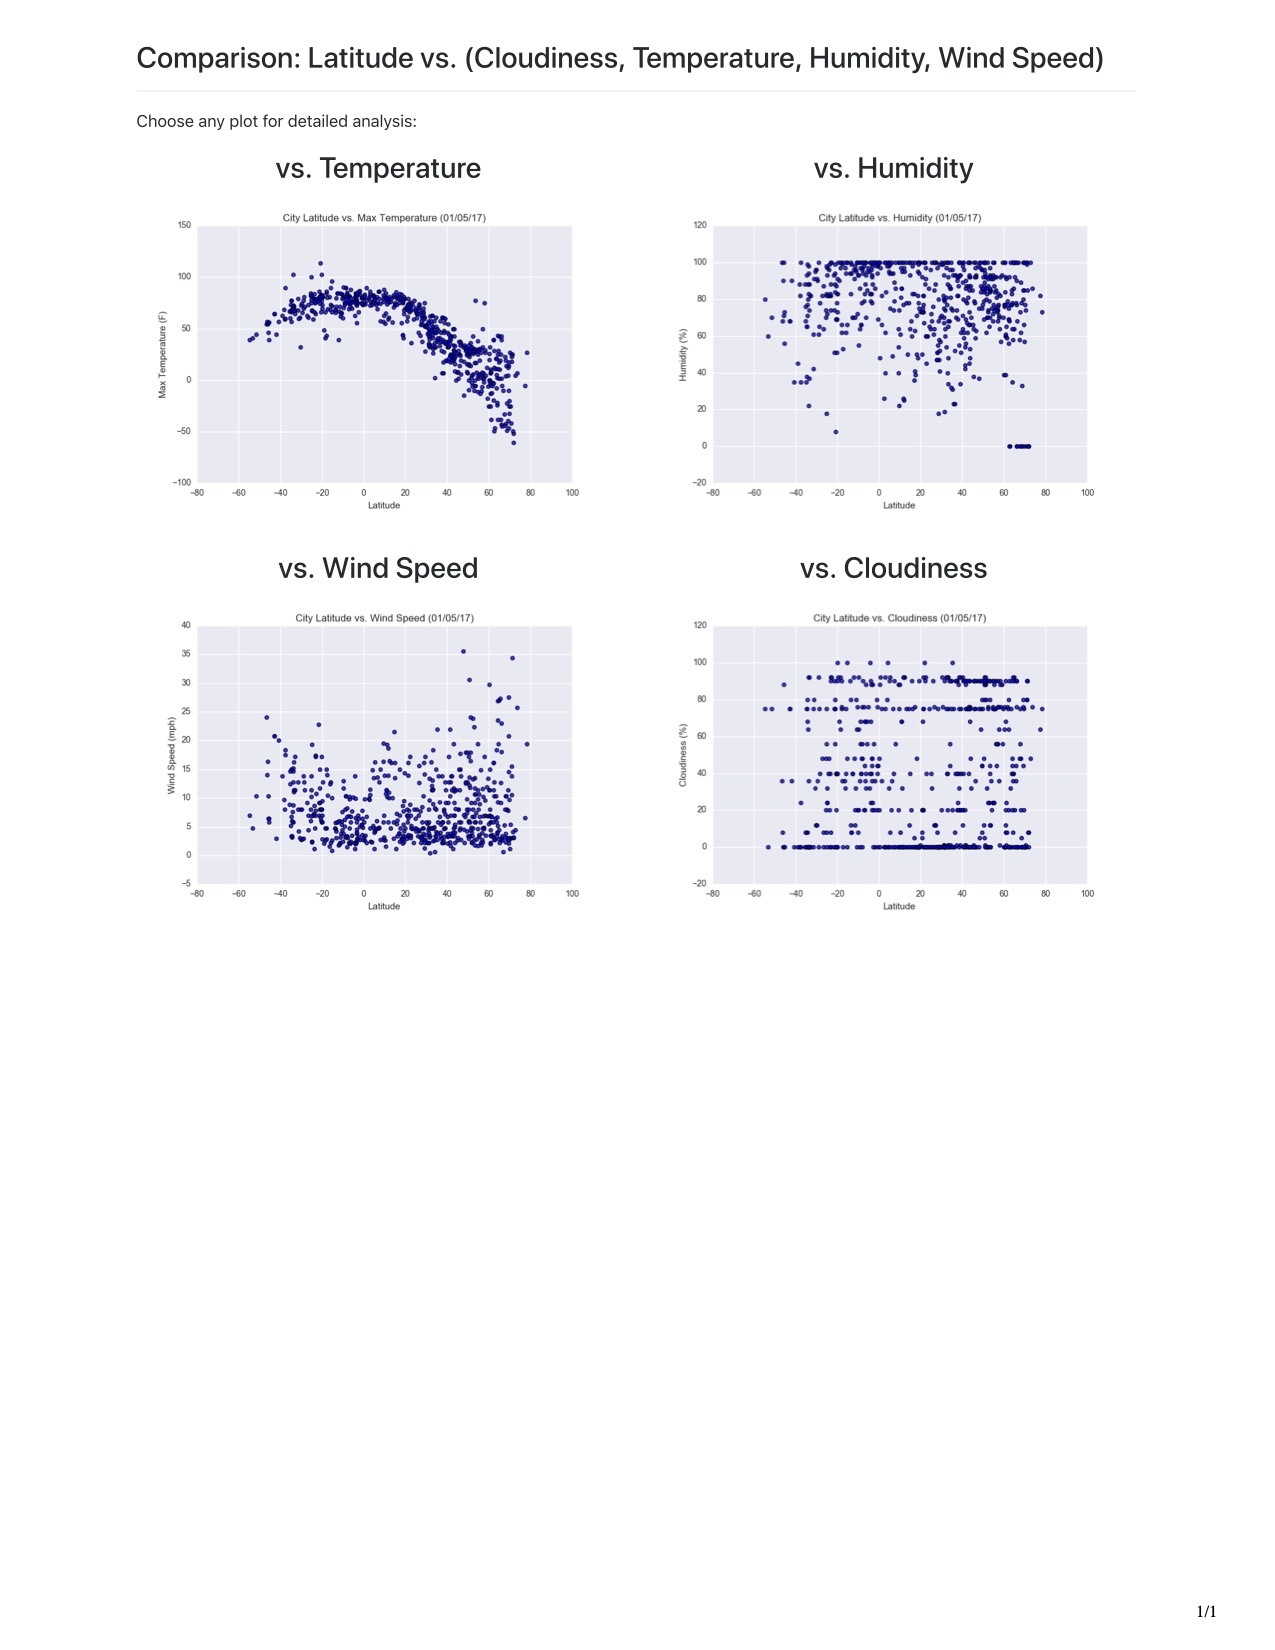 Comparison: Latitude vs. (Cloudiness, Temperature, Humidity, Wind Speed)
Choose any plot for detailed analysis:
vs. Temperature
City Latitude vs. Max Temperature (01/05/17)
150
100
50
0
−50
−100
Max Temperature (F)
−80 −60 −40 −20 0 20 40 60 80 100
Latitude
vs. Humidity
City Latitude vs. Humidity (01/05/17)
120
100
80
60
40
20
0
−20
Humidity (%)
−80 −60 −40 −20 0 20 40 60 80 100
Latitude
vs. Wind Speed
City Latitude vs. Wind Speed (01/05/17)
40
35
30
25
20
15
10
5
0
−5
Wind Speed (mph)
−80 −60 −40 −20 0 20 40 60 80 100
Latitude
vs. Cloudiness
City Latitude vs. Cloudiness (01/05/17)
120
100
80
60
40
20
0
−20
Cloudiness (%)
−80 −60 −40 −20 0 20 40 60 80 100
Latitude
1/1